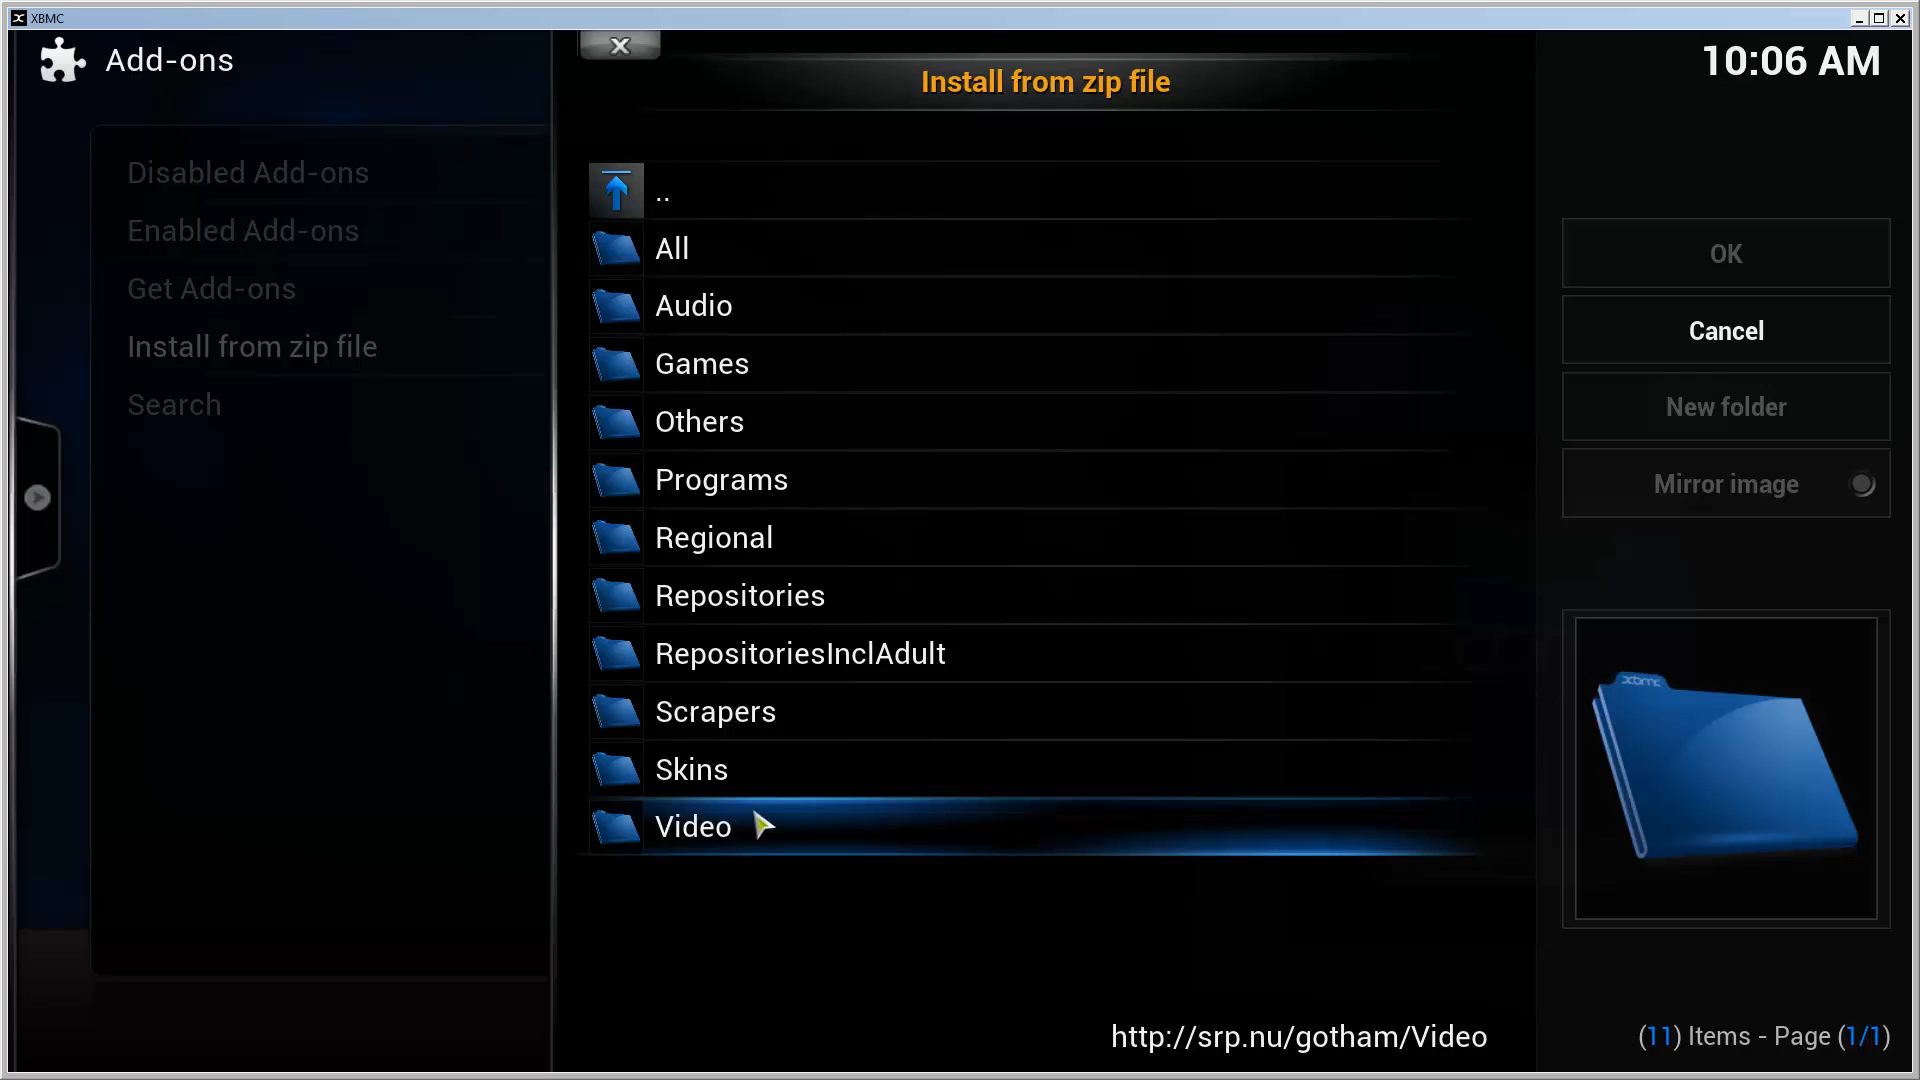 XBMC
Add-ons
Install from zip file
10:06 AM
Disabled Add-ons
Enabled Add-ons
Get Add-ons
Install from zip file
Search
..
All
Audio
Games
Others
Programs
Regional
Repositories
RepositoriesInclAdult
Scrapers
Skins
Video
OK
Cancel
New folder
Mirror image
xbmc
http://srp.nu/gotham/Video
(11) Items - Page (1/1)